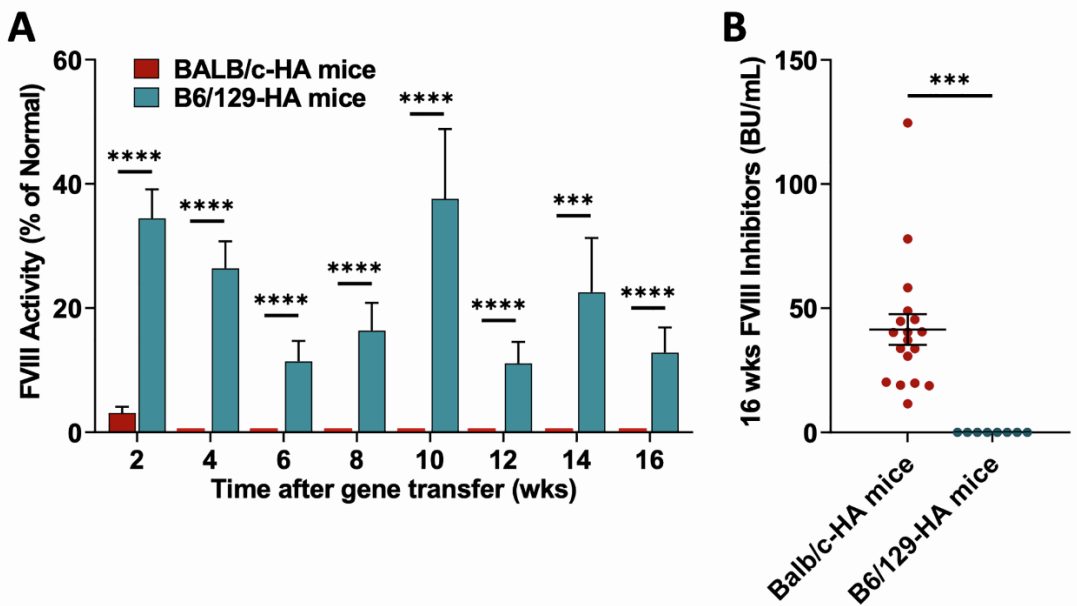 A
FVIII Activity (% of Normal)
60
40
20
0
BALB/c-HA mice
B6/129-HA mice
****
****
****
****
****
****
***
****
2 4 6 8 10 12 14 16
Time after gene transfer (wks)
B
16 wks FVIII Inhibitors (BU/mL)
150
100
50
0
***
Balb/c-HA mice
B6/129-HA mice